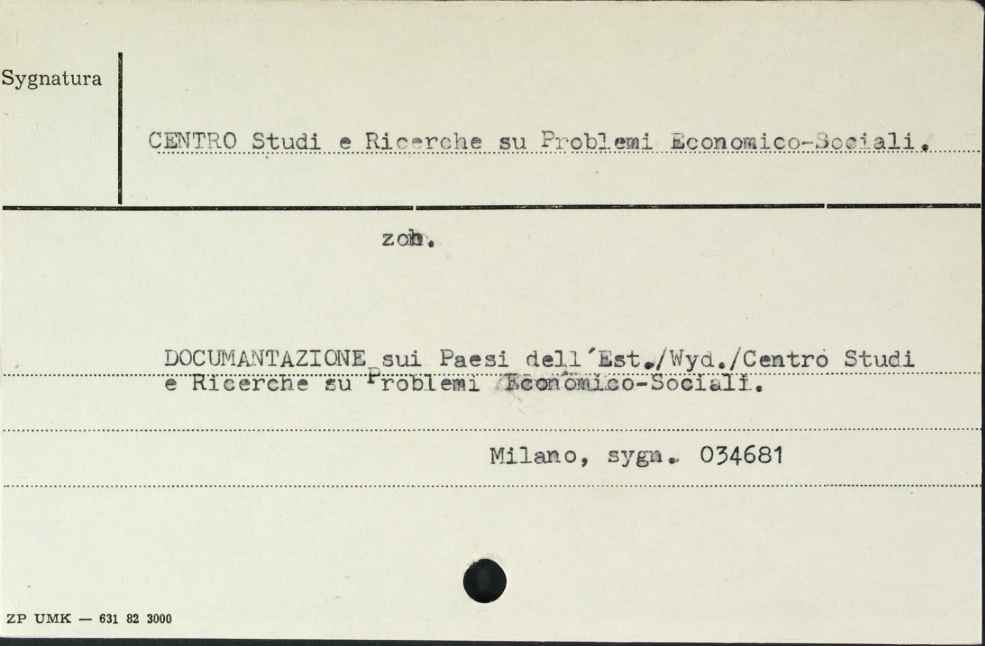 Sygnatura
CENTRO Studi e Ricerche su Problemi Economico-Sociali.
zob.
DOCUMANTAZIONE sui Paesi dell´Est./Wyd./Centro Studi
e Ricerche su Problemi Economico-Sociali.
Milano, sygn. 034681
ZP UMK — 631 82 3000